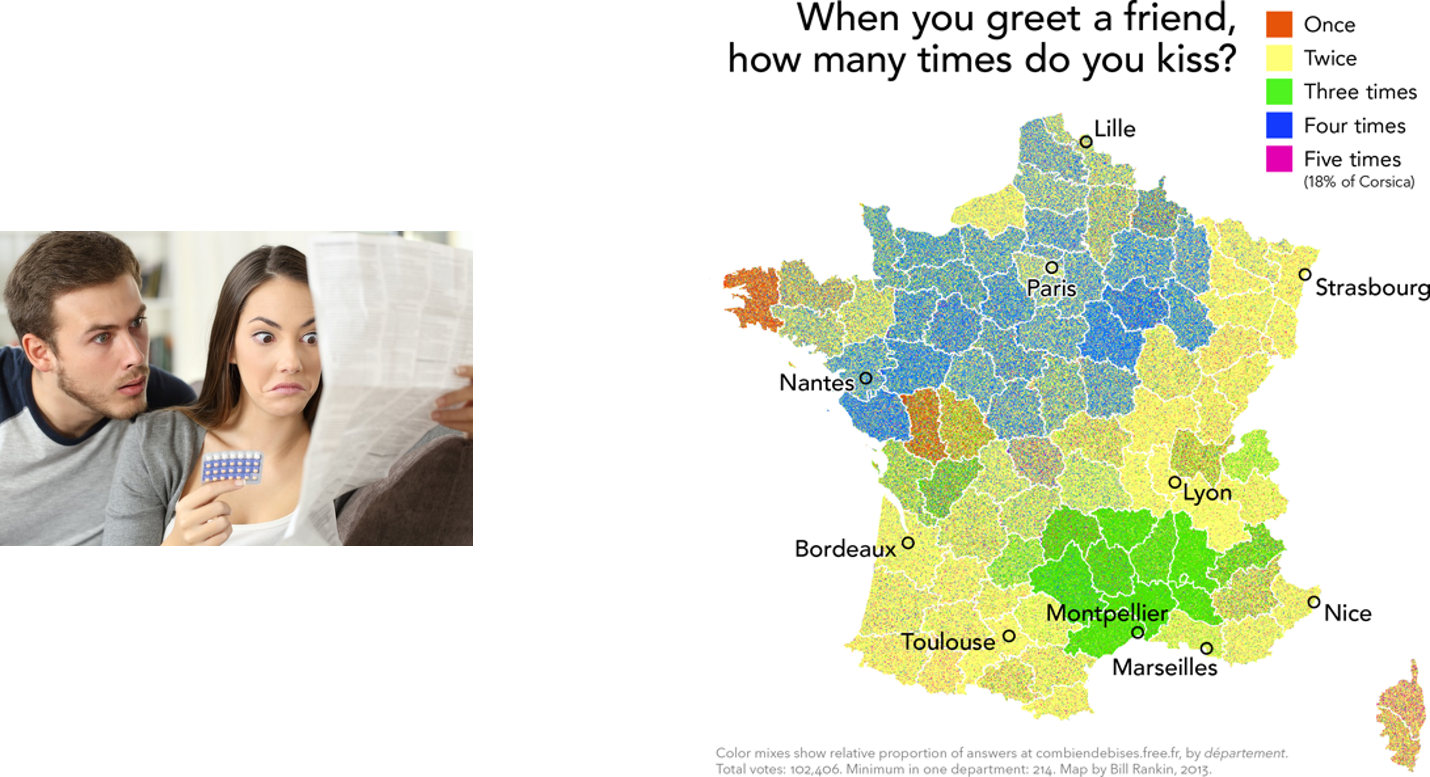 When you greet a friend,
how many times do you kiss?
Once
Twice
Three times
Four times
Five times
(18% of Corsica)
Lille
Paris
Strasbourg
Nantes
Lyon
Bordeaux
Montpellier
Nice
Toulouse
Marseilles
Color mixes show relative proportion of answers at combiendebises.free.fr, by département.
Total votes: 102,406. Minimum in one department: 214. Map by Bill Rankin, 2013.